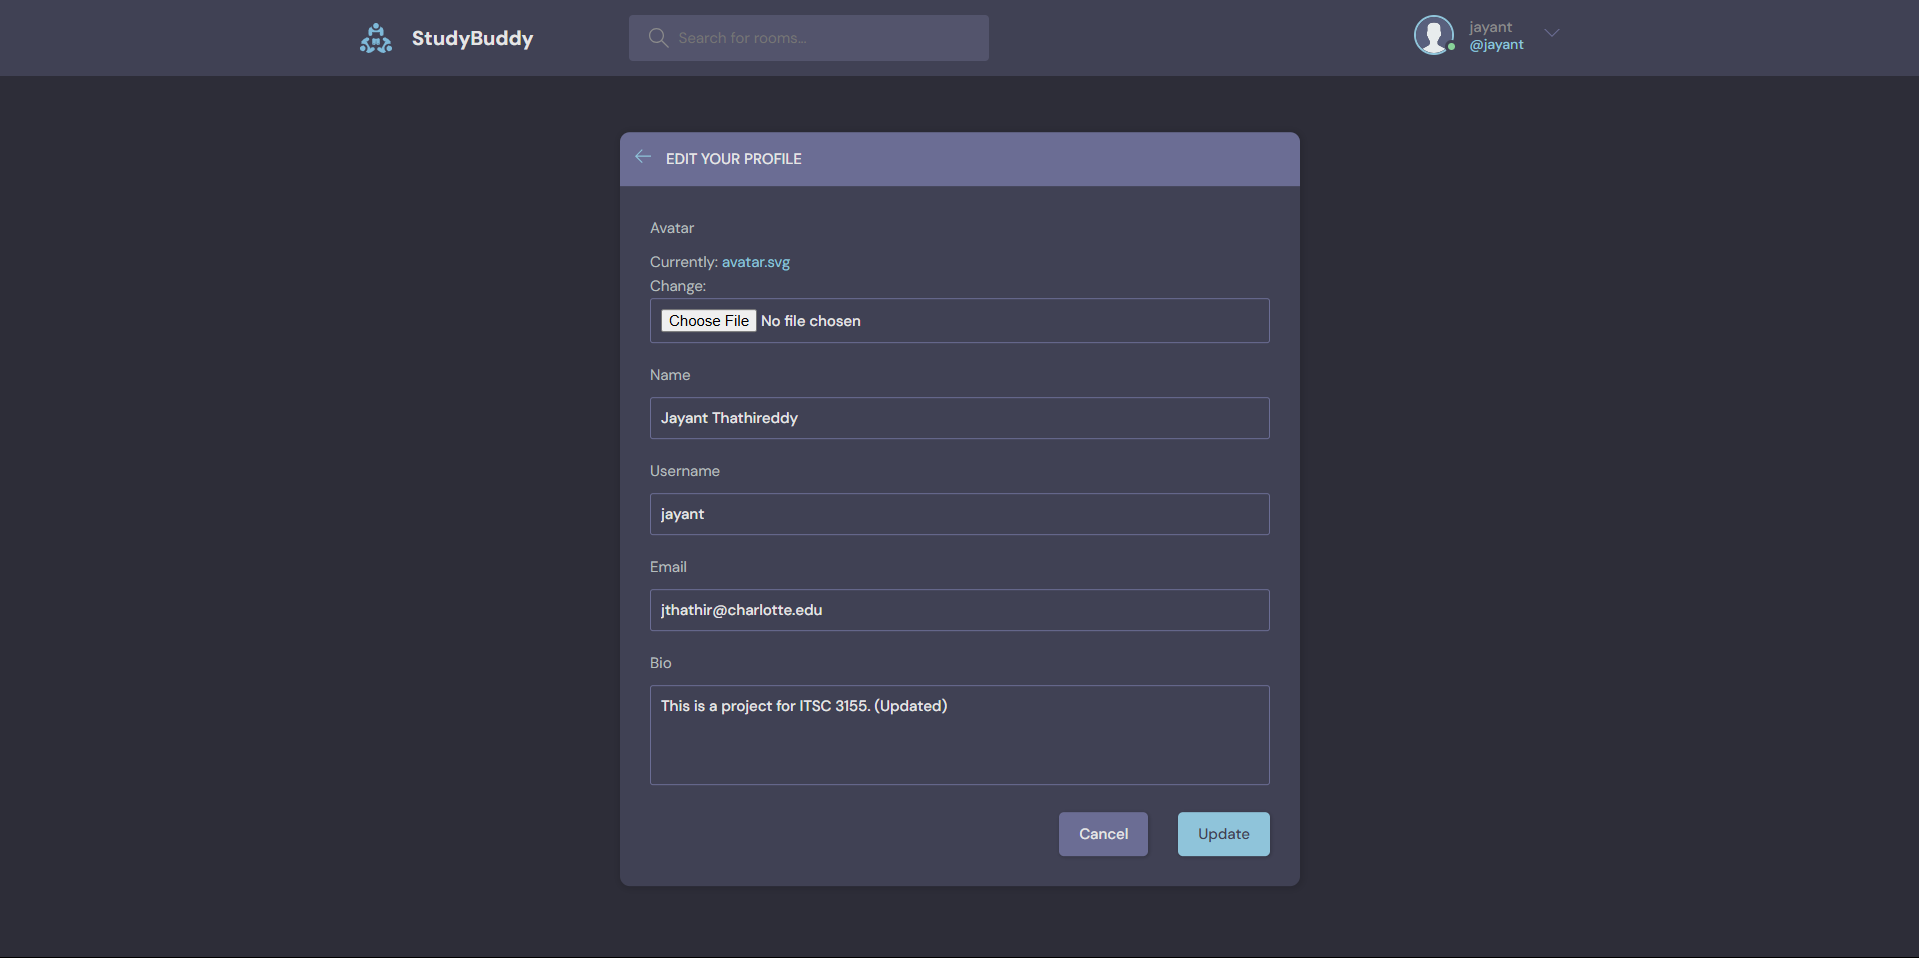 StudyBuddy
Search for rooms...
jayant
@jayant
EDIT YOUR PROFILE
Avatar
Currently: avatar.svg
Change:
Choose File No file chosen
Name
Jayant Thathireddy
Username
jayant
Email
jthathir@charlotte.edu
Bio
This is a project for ITSC 3155. (Updated)
Cancel
Update